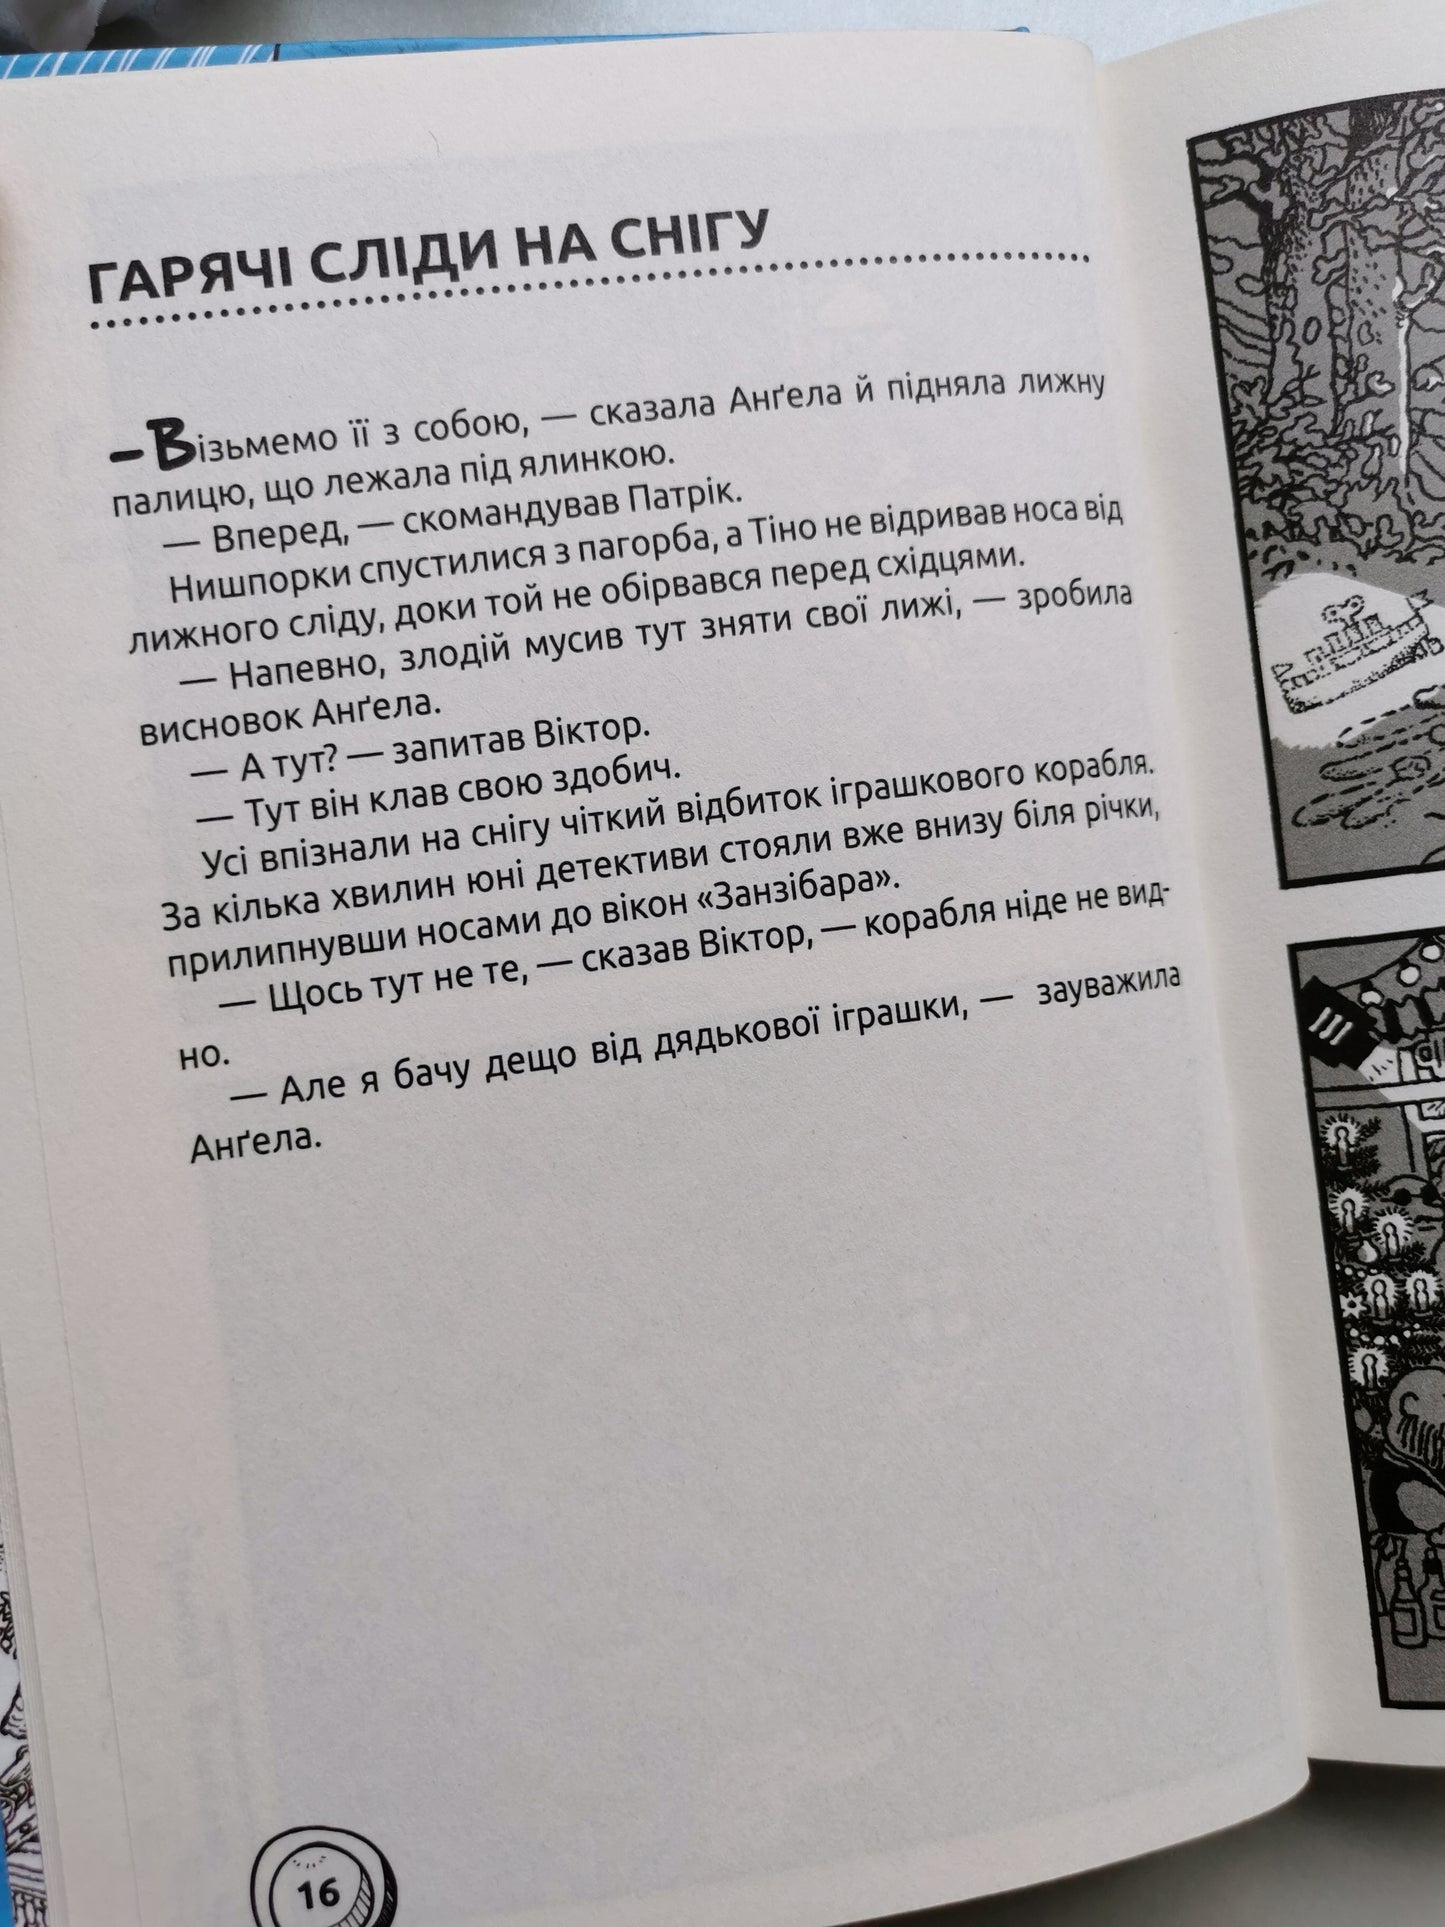 ГАРЯЧІ СЛІДИ НА СНІГУ
– Візьмемо її з собою, — сказала Анґела й підняла лижну
палицю, що лежала під ялинкою.
— Вперед, — скомандував Патрік.
Нишпорки спустилися з пагорба, а Тіно не відривав носа від
лижного сліду, доки той не обірвався перед східцями.
— Напевно, злодій мусив тут зняти свої лижі, — зробила
висновок Анґела.
— А тут? — запитав Віктор.
— Тут він клав свою здобич.
Усі впізнали на снігу чіткий відбиток іграшкового корабля.
За кілька хвилин юні детективи стояли вже внизу біля річки,
прилипнувши носами до вікон «Занзібара».
— Щось тут не те, — сказав Віктор, — корабля ніде не вид-
но.
— Але я бачу дещо від дядькової іграшки, — зауважила
Анґела.
16